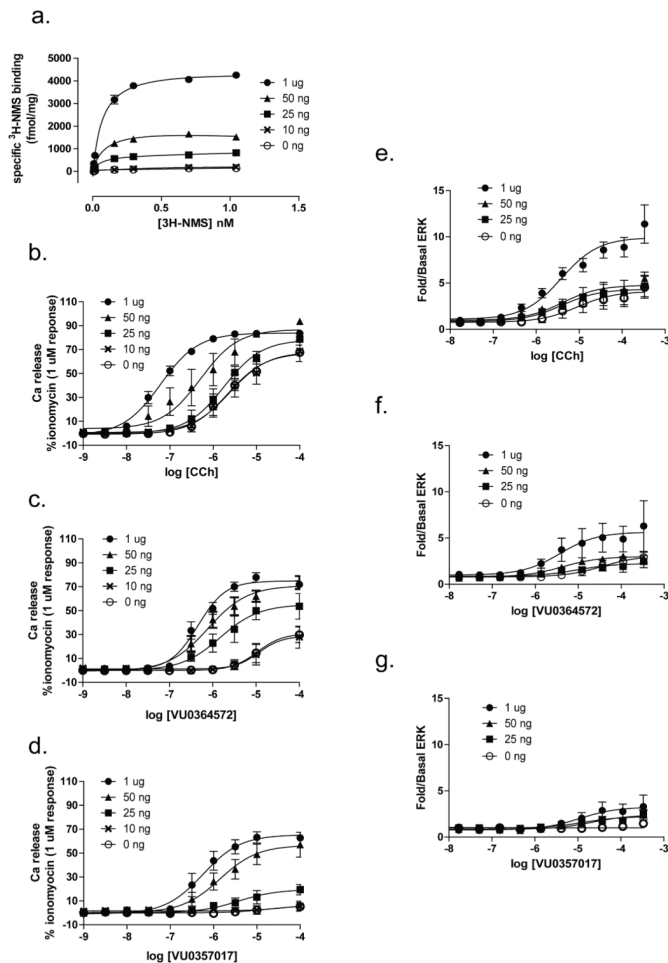 a.
specific ³H-NMS binding
(fmol/mg)
5000
4000
3000
2000
1000
0
0.0
0.5
1.0
1.5
[3H-NMS] nM
1 ug
50 ng
25 ng
10 ng
0 ng
b.
Ca release
%ionomycin (1 uM reponse)
110
90
70
50
30
10
-10
-9
-8
-7
-6
-5
-4
log [CCh]
1 ug
50 ng
25 ng
10 ng
0 ng
c.
Ca release
%ionomyocin (1 uM response)
110
90
70
50
30
10
-10
-9
-8
-7
-6
-5
-4
log [VU0364572]
1 ug
50 ng
25 ng
10 ng
0 ng
d.
Ca release
% ionomyocin (1 uM response)
110
90
70
50
30
10
-10
-9
-8
-7
-6
-5
-4
log [VU0357017]
1 ug
50 ng
25 ng
10 ng
0 ng
e.
Fold/Basal ERK
15
10
5
0
-8
-7
-6
-5
-4
-3
log [CCh]
1 ug
50 ng
25 ng
0 ng
f.
Fold/Basal ERK
15
10
5
0
-8
-7
-6
-5
-4
-3
log [VU0364572]
1 ug
50 ng
25 ng
0 ng
g.
Fold/Basal ERK
15
10
5
0
-8
-7
-6
-5
-4
-3
log [VU0357017]
1 ug
50 ng
25 ng
0 ng